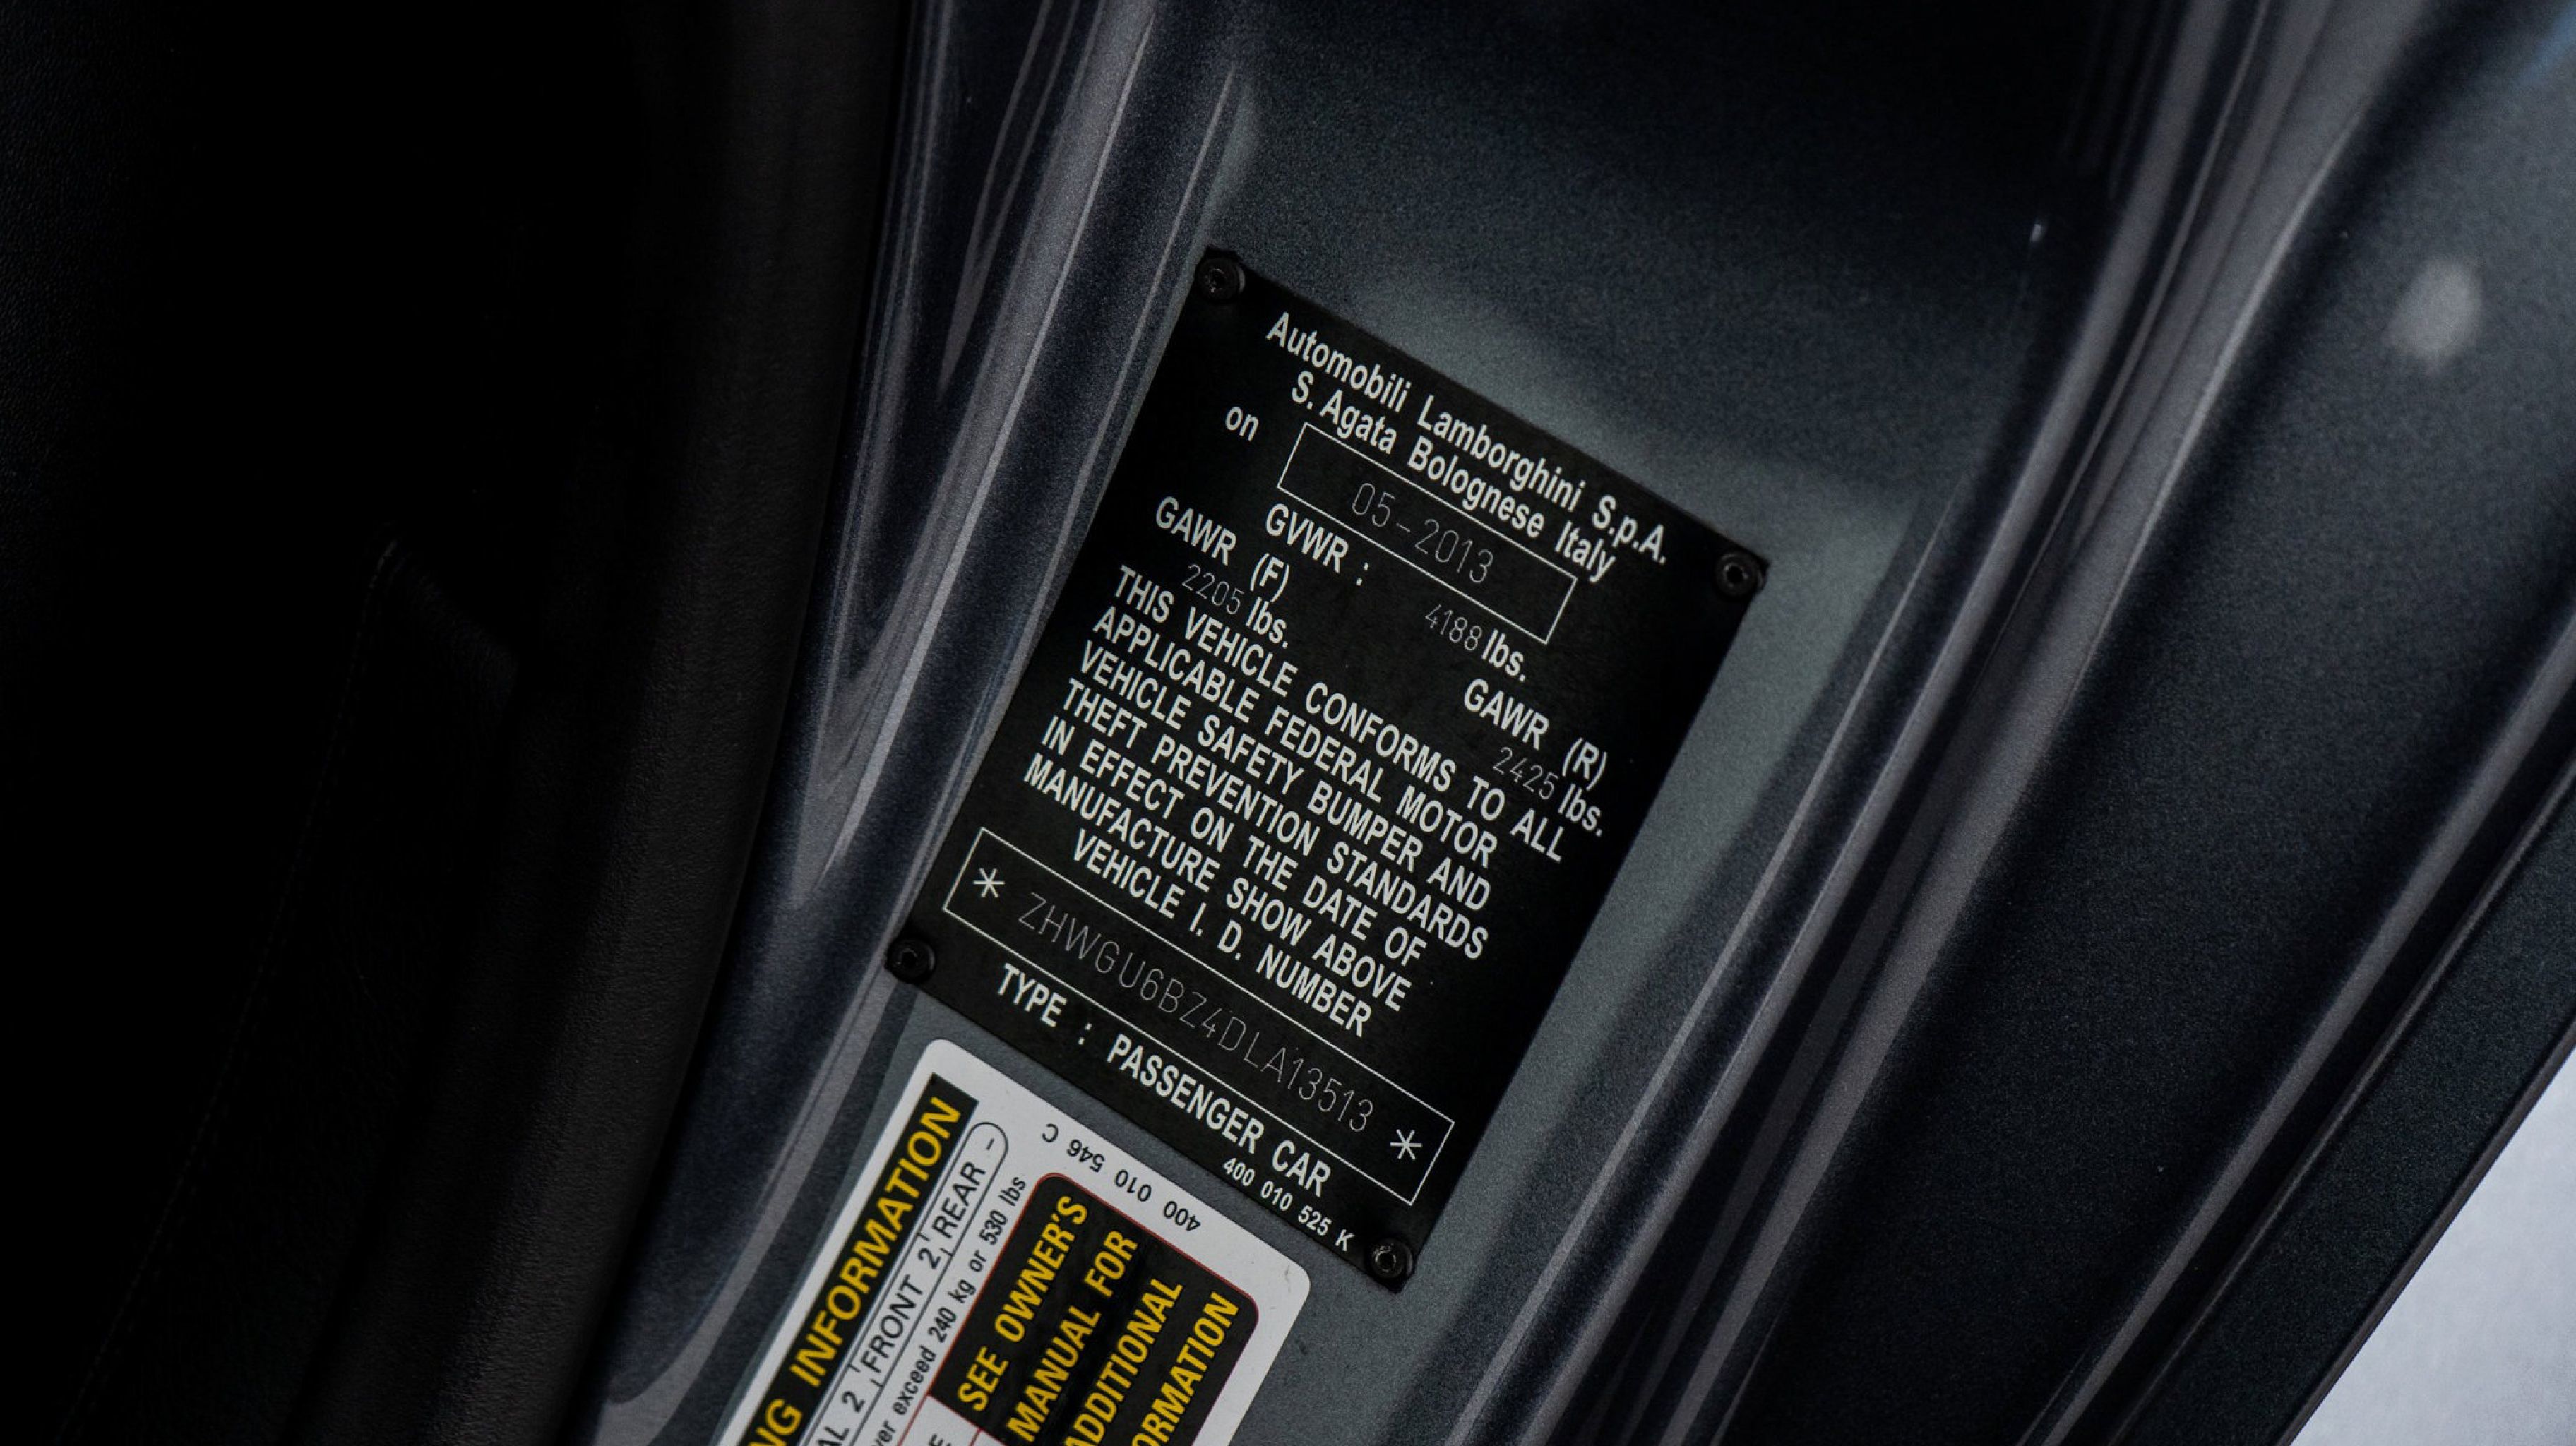 Automobili Lamborghini S.p.A.
S. Agata Bolognese Italy
on 05-2013
GVWR : 4188 lbs.
GAWR (F) GAWR (R)
2205 lbs. 2425 lbs.
THIS VEHICLE CONFORMS TO ALL
APPLICABLE FEDERAL MOTOR
VEHICLE SAFETY BUMPER AND
THEFT PREVENTION STANDARDS
IN EFFECT ON THE DATE OF
MANUFACTURE SHOW ABOVE
VEHICLE I. D. NUMBER
* ZHWGU6BZ4DLA13513 *
TYPE : PASSENGER CAR
400 010 525 K
400 010 546 C
INFORMATION
2 FRONT 2 REAR -
exceed 240 kg or 530 lbs
SEE OWNER'S
MANUAL FOR
ADDITIONAL